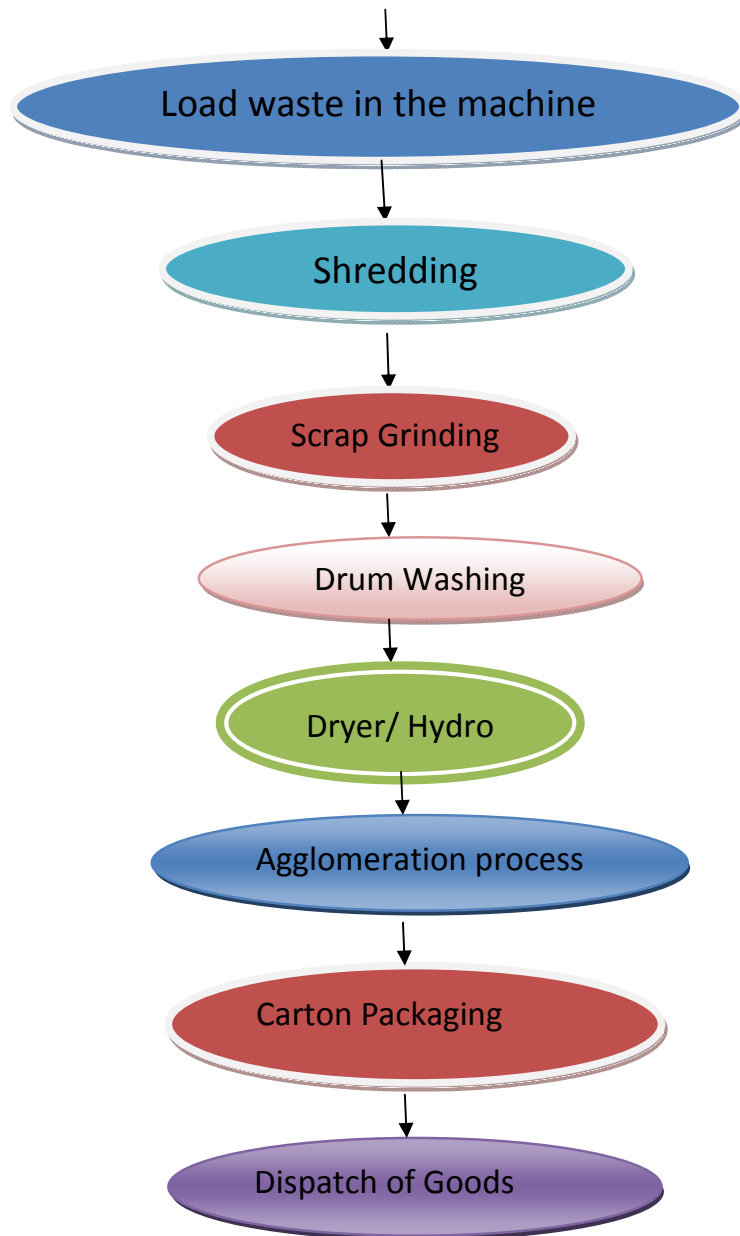 Load waste in the machine
Shredding
Scrap Grinding
Drum Washing
Dryer/ Hydro
Agglomeration process
Carton Packaging
Dispatch of Goods